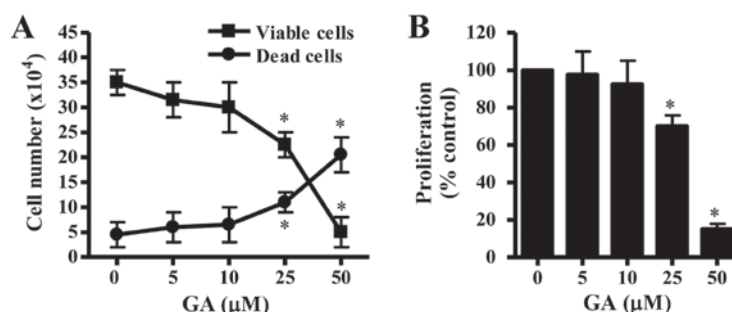 A
Viable cells
Dead cells
Cell number (x10⁴)
45
40
35
30
25
20
15
10
5
0
* *
* *
0 5 10 25 50
GA (μM)
B
Proliferation
(% control)
120
100
80
60
40
20
0
*
*
0 5 10 25 50
GA (μM)